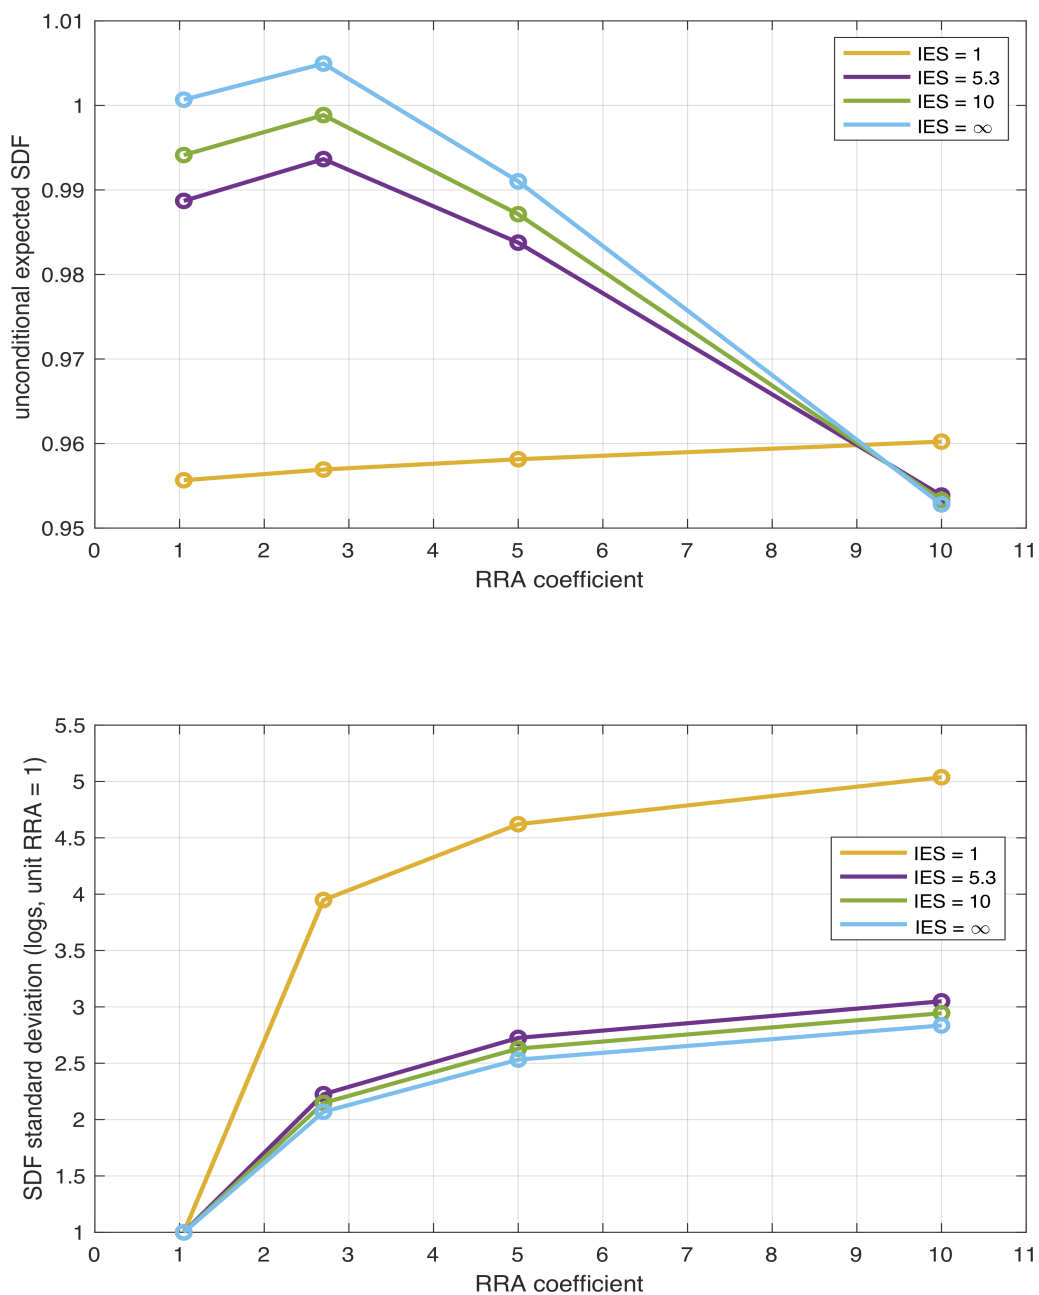 1.01
1
0.99
0.98
0.97
0.96
0.95
unconditional expected SDF
IES = 1
IES = 5.3
IES = 10
IES = ∞
0 1 2 3 4 5 6 7 8 9 10 11
RRA coefficient
5.5
5
4.5
4
3.5
3
2.5
2
1.5
1
SDF standard deviation (logs, unit RRA = 1)
IES = 1
IES = 5.3
IES = 10
IES = ∞
0 1 2 3 4 5 6 7 8 9 10 11
RRA coefficient